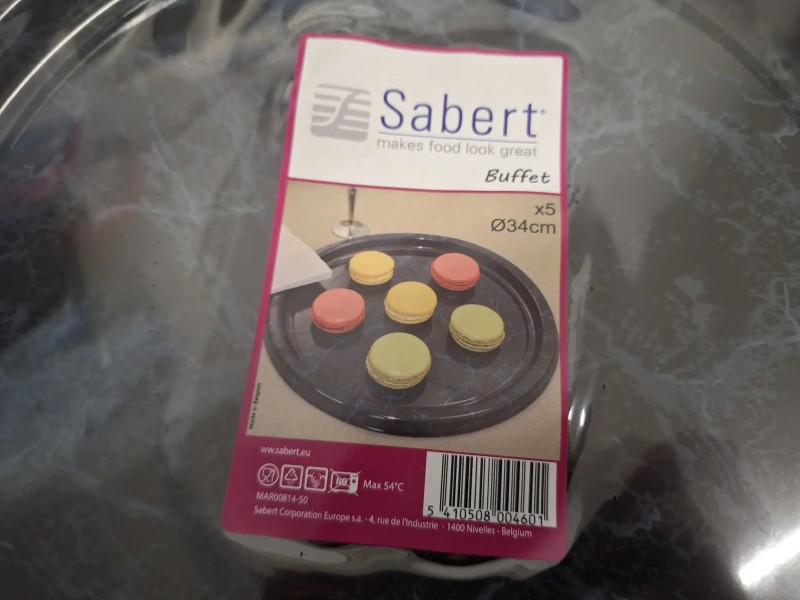 Sabert®
makes food look great
Buffet
x5
Ø34cm
Made in Belgium
ww.sabert.eu
Max 54°C
MAR00814-50
Sabert Corporation Europe s.a. - 4, rue de l'Industrie - 1400 Nivelles - Belgium
5 410508 004601